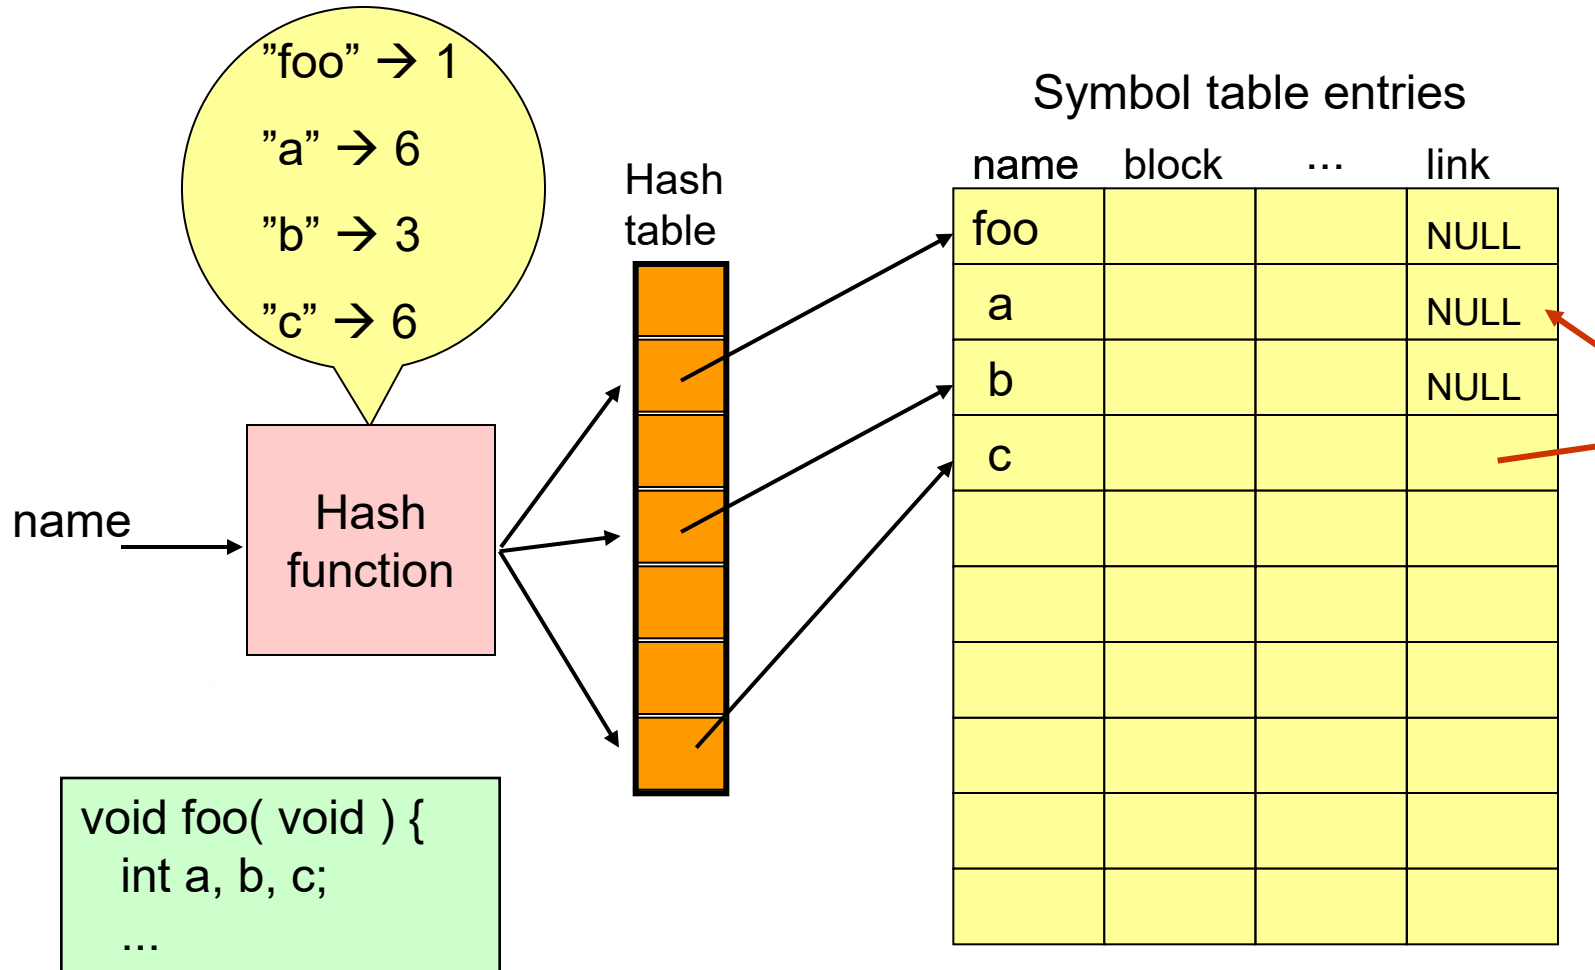 ”foo” → 1
”a” → 6
”b” → 3
”c” → 6
Symbol table entries
Hash
table
name block ... link
foo NULL
a NULL
b NULL
c
name
Hash
function
void foo( void ) {
int a, b, c;
...